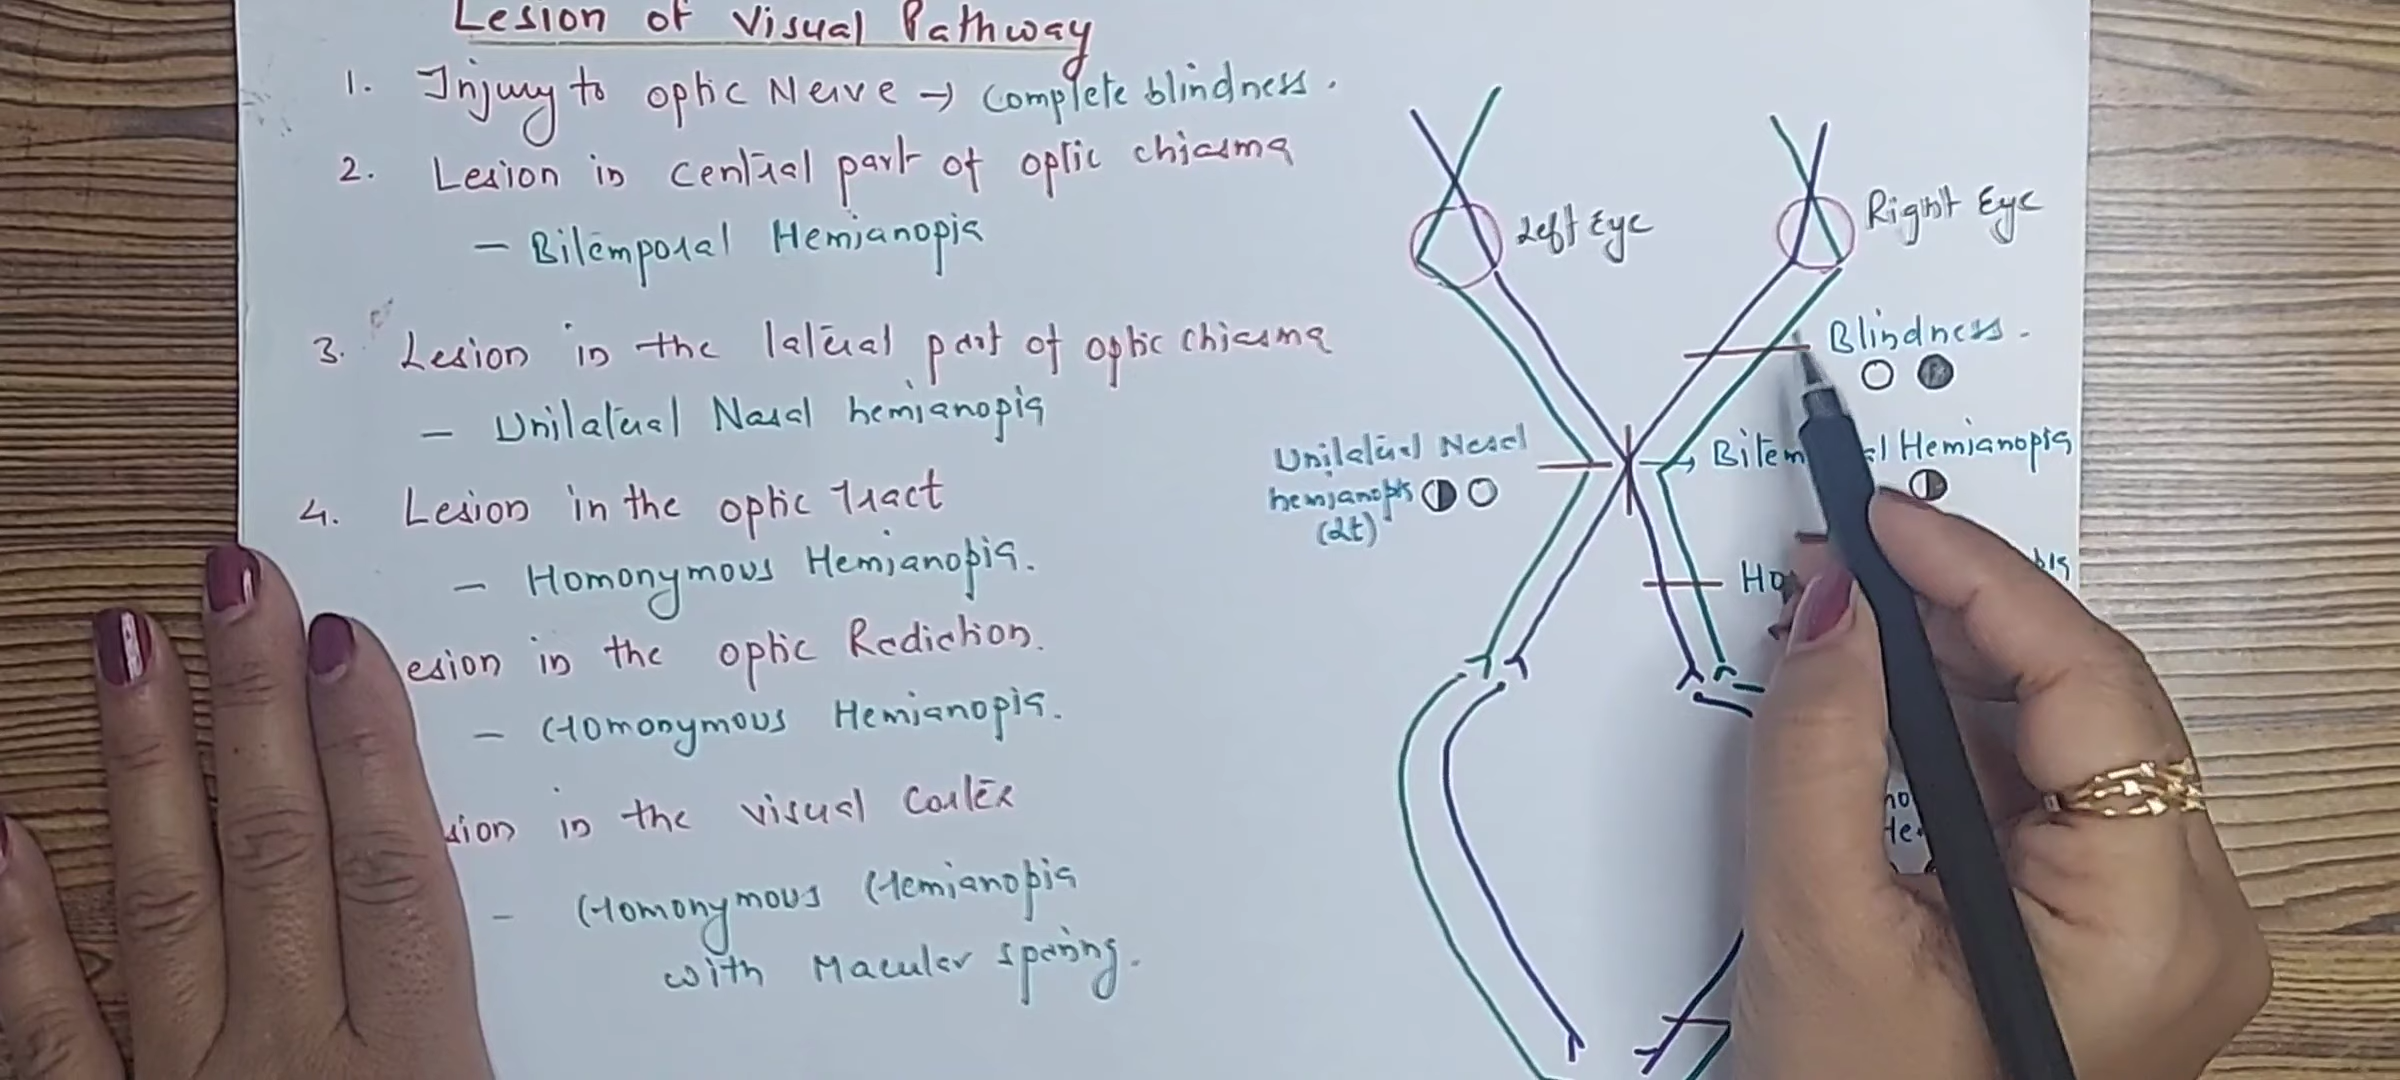 Lesion of Visual Pathway
1. Injury to optic Nerve → Complete blindness.
2. Lesion in central part of optic chiasma
– Bitemporal Hemianopia
3. Lesion in the lateral part of optic chiasma
– Unilateral Nasal hemianopia
4. Lesion in the optic Tract
– Homonymous Hemianopia.
esion in the optic Radiation.
– Homonymous Hemianopia.
sion in the visual Cortex
– Homonymous Hemianopia
with Macular sparing.
Left Eye
Right Eye
Blindness.
Unilateral Nasal
hemianopia
(Lt)
Bitem l Hemianopia
Ho